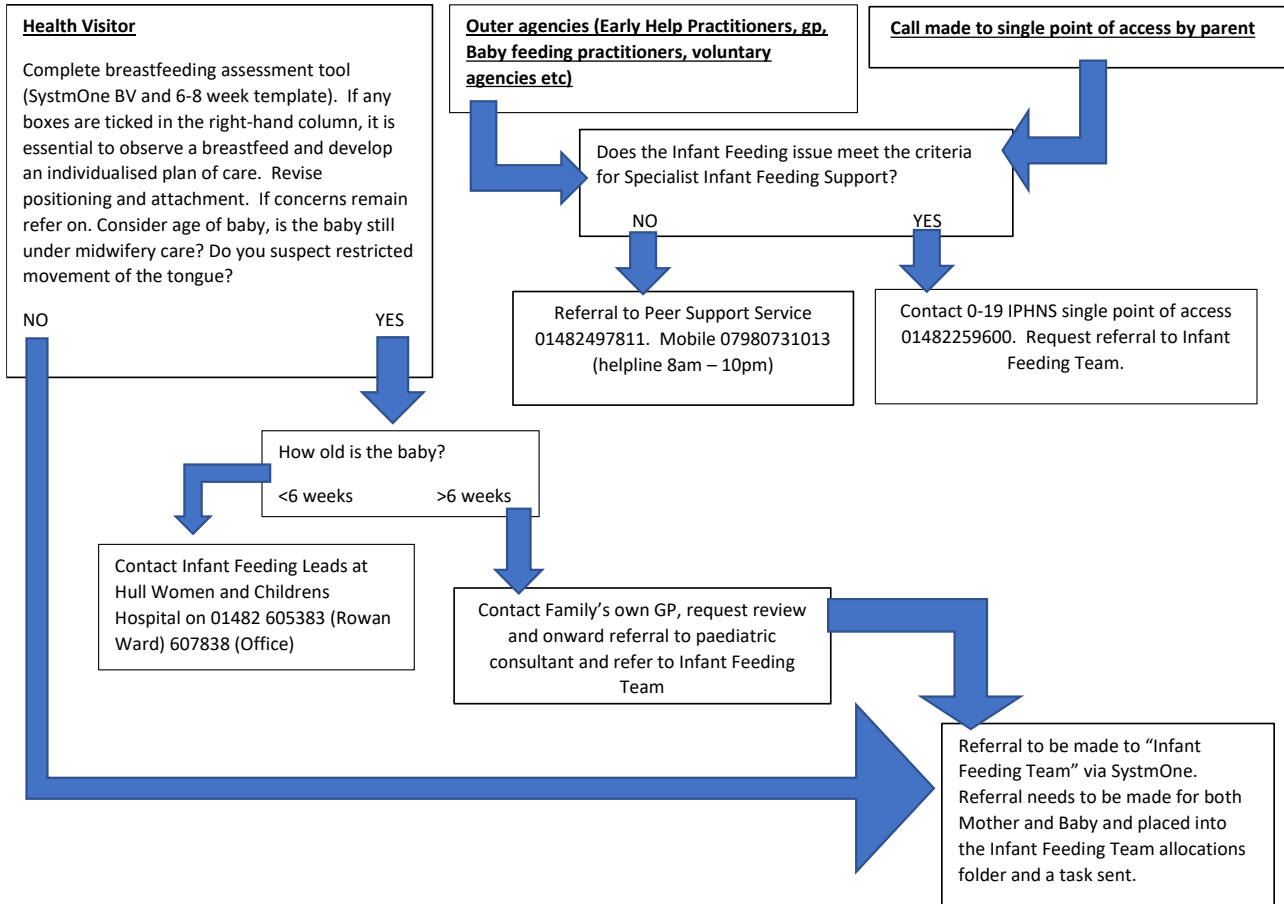 Health Visitor
Complete breastfeeding assessment tool
(SystmOne BV and 6-8 week template). If any
boxes are ticked in the right-hand column, it is
essential to observe a breastfeed and develop
an individualised plan of care. Revise
positioning and attachment. If concerns remain
refer on. Consider age of baby, is the baby still
under midwifery care? Do you suspect restricted
movement of the tongue?
NO YES
Outer agencies (Early Help Practitioners, gp,
Baby feeding practitioners, voluntary
agencies etc)
Call made to single point of access by parent
Does the Infant Feeding issue meet the criteria
for Specialist Infant Feeding Support?
NO YES
Referral to Peer Support Service
01482497811. Mobile 07980731013
(helpline 8am – 10pm)
Contact 0-19 IPHNS single point of access
01482259600. Request referral to Infant
Feeding Team.
How old is the baby?
<6 weeks >6 weeks
Contact Infant Feeding Leads at
Hull Women and Childrens
Hospital on 01482 605383 (Rowan
Ward) 607838 (Office)
Contact Family's own GP, request review
and onward referral to paediatric
consultant and refer to Infant Feeding
Team
Referral to be made to "Infant
Feeding Team" via SystmOne.
Referral needs to be made for both
Mother and Baby and placed into
the Infant Feeding Team allocations
folder and a task sent.